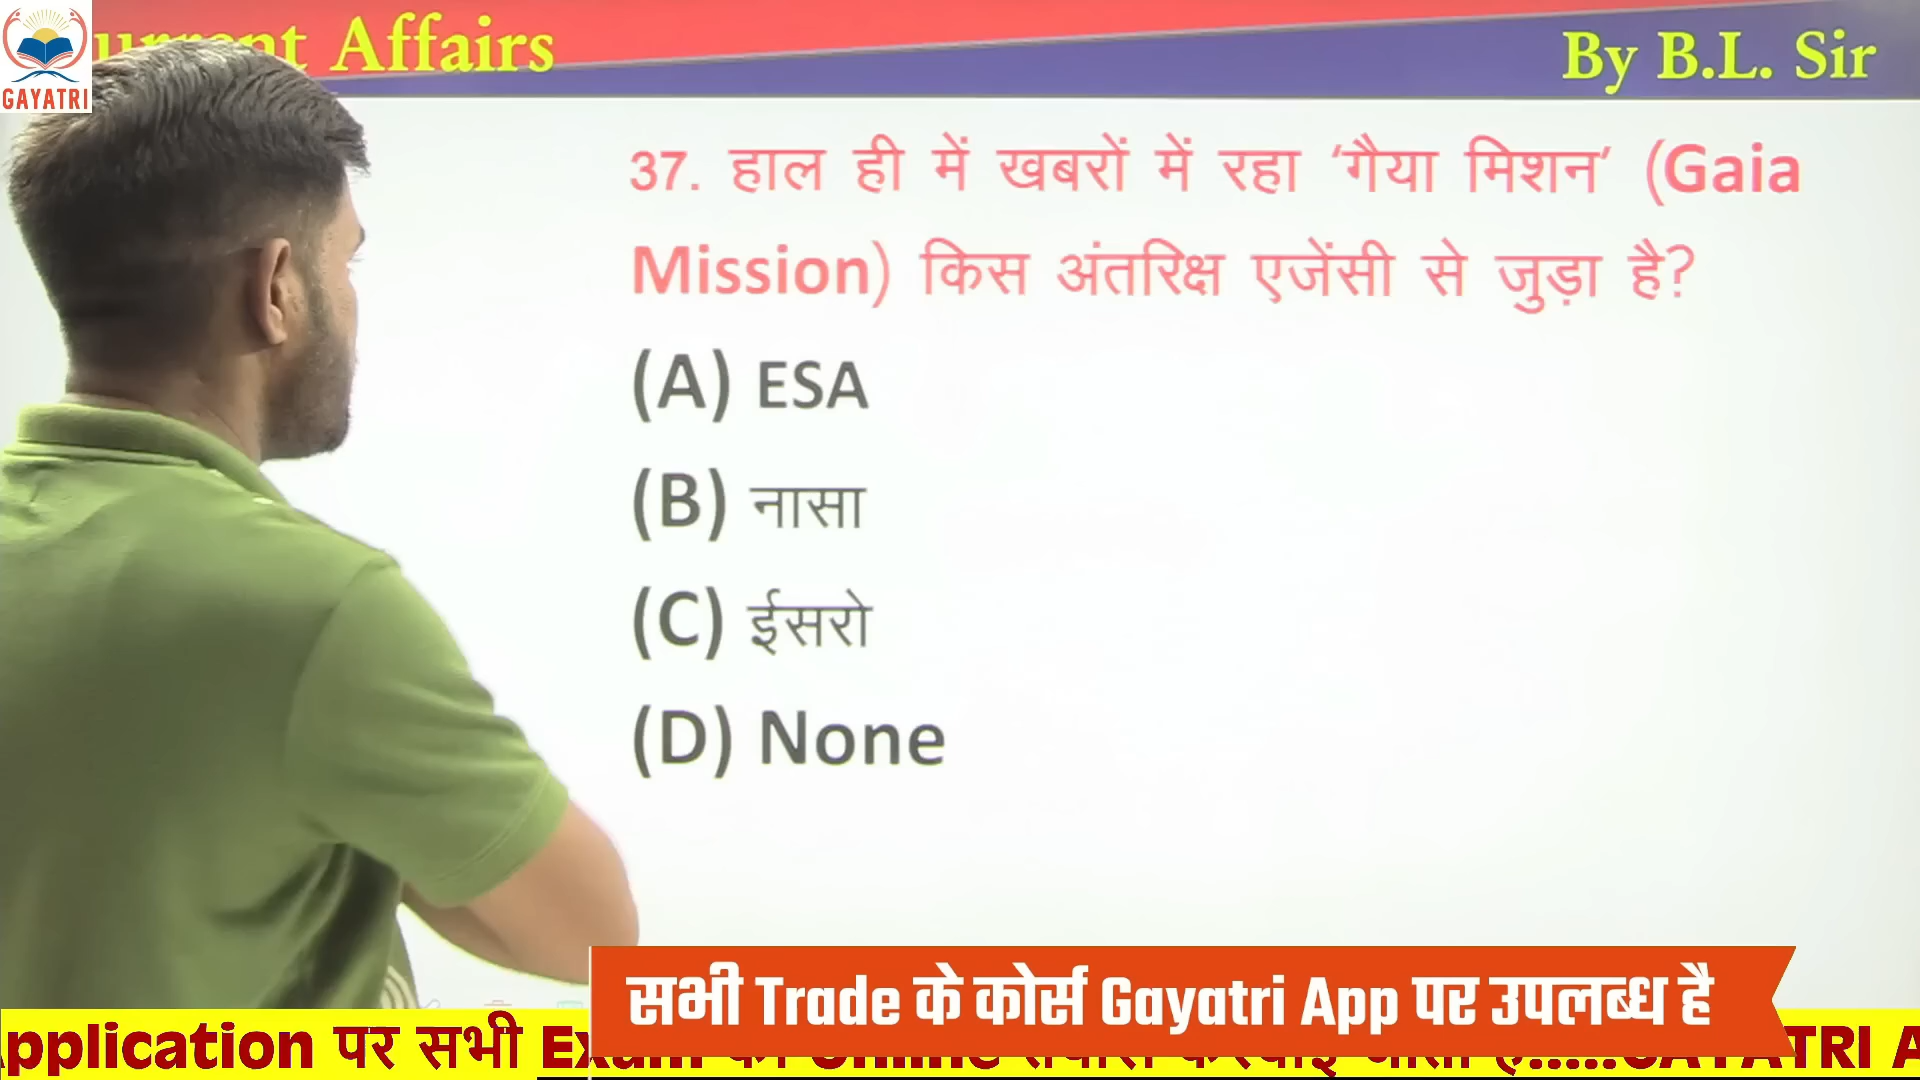 Affairs
By B.L. Sir
GAYATRI
37. हाल ही में खबरों में रहा ‘गैया मिशन’ (Gaia
Mission) किस अंतरिक्ष एजेंसी से जुड़ा है?
(A) ESA
(B) नासा
(C) ईसरो
(D) None
सभी Trade के कोर्स Gayatri App पर उपलब्ध है
pplication पर सभी
TRI A